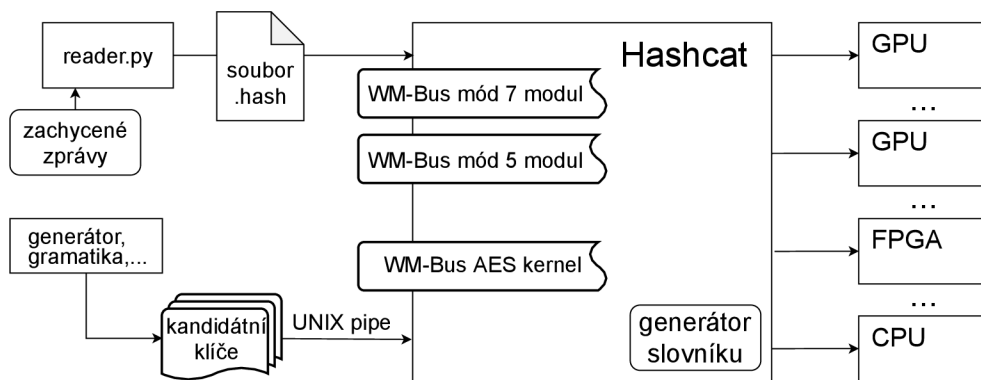 reader.py
soubor
.hash
zachycené
zprávy
Hashcat
WM-Bus mód 7 modul
WM-Bus mód 5 modul
generátor,
gramatika,...
WM-Bus AES kernel
kandidátní
klíče
UNIX pipe
generátor
slovníku
GPU
...
GPU
...
FPGA
...
CPU